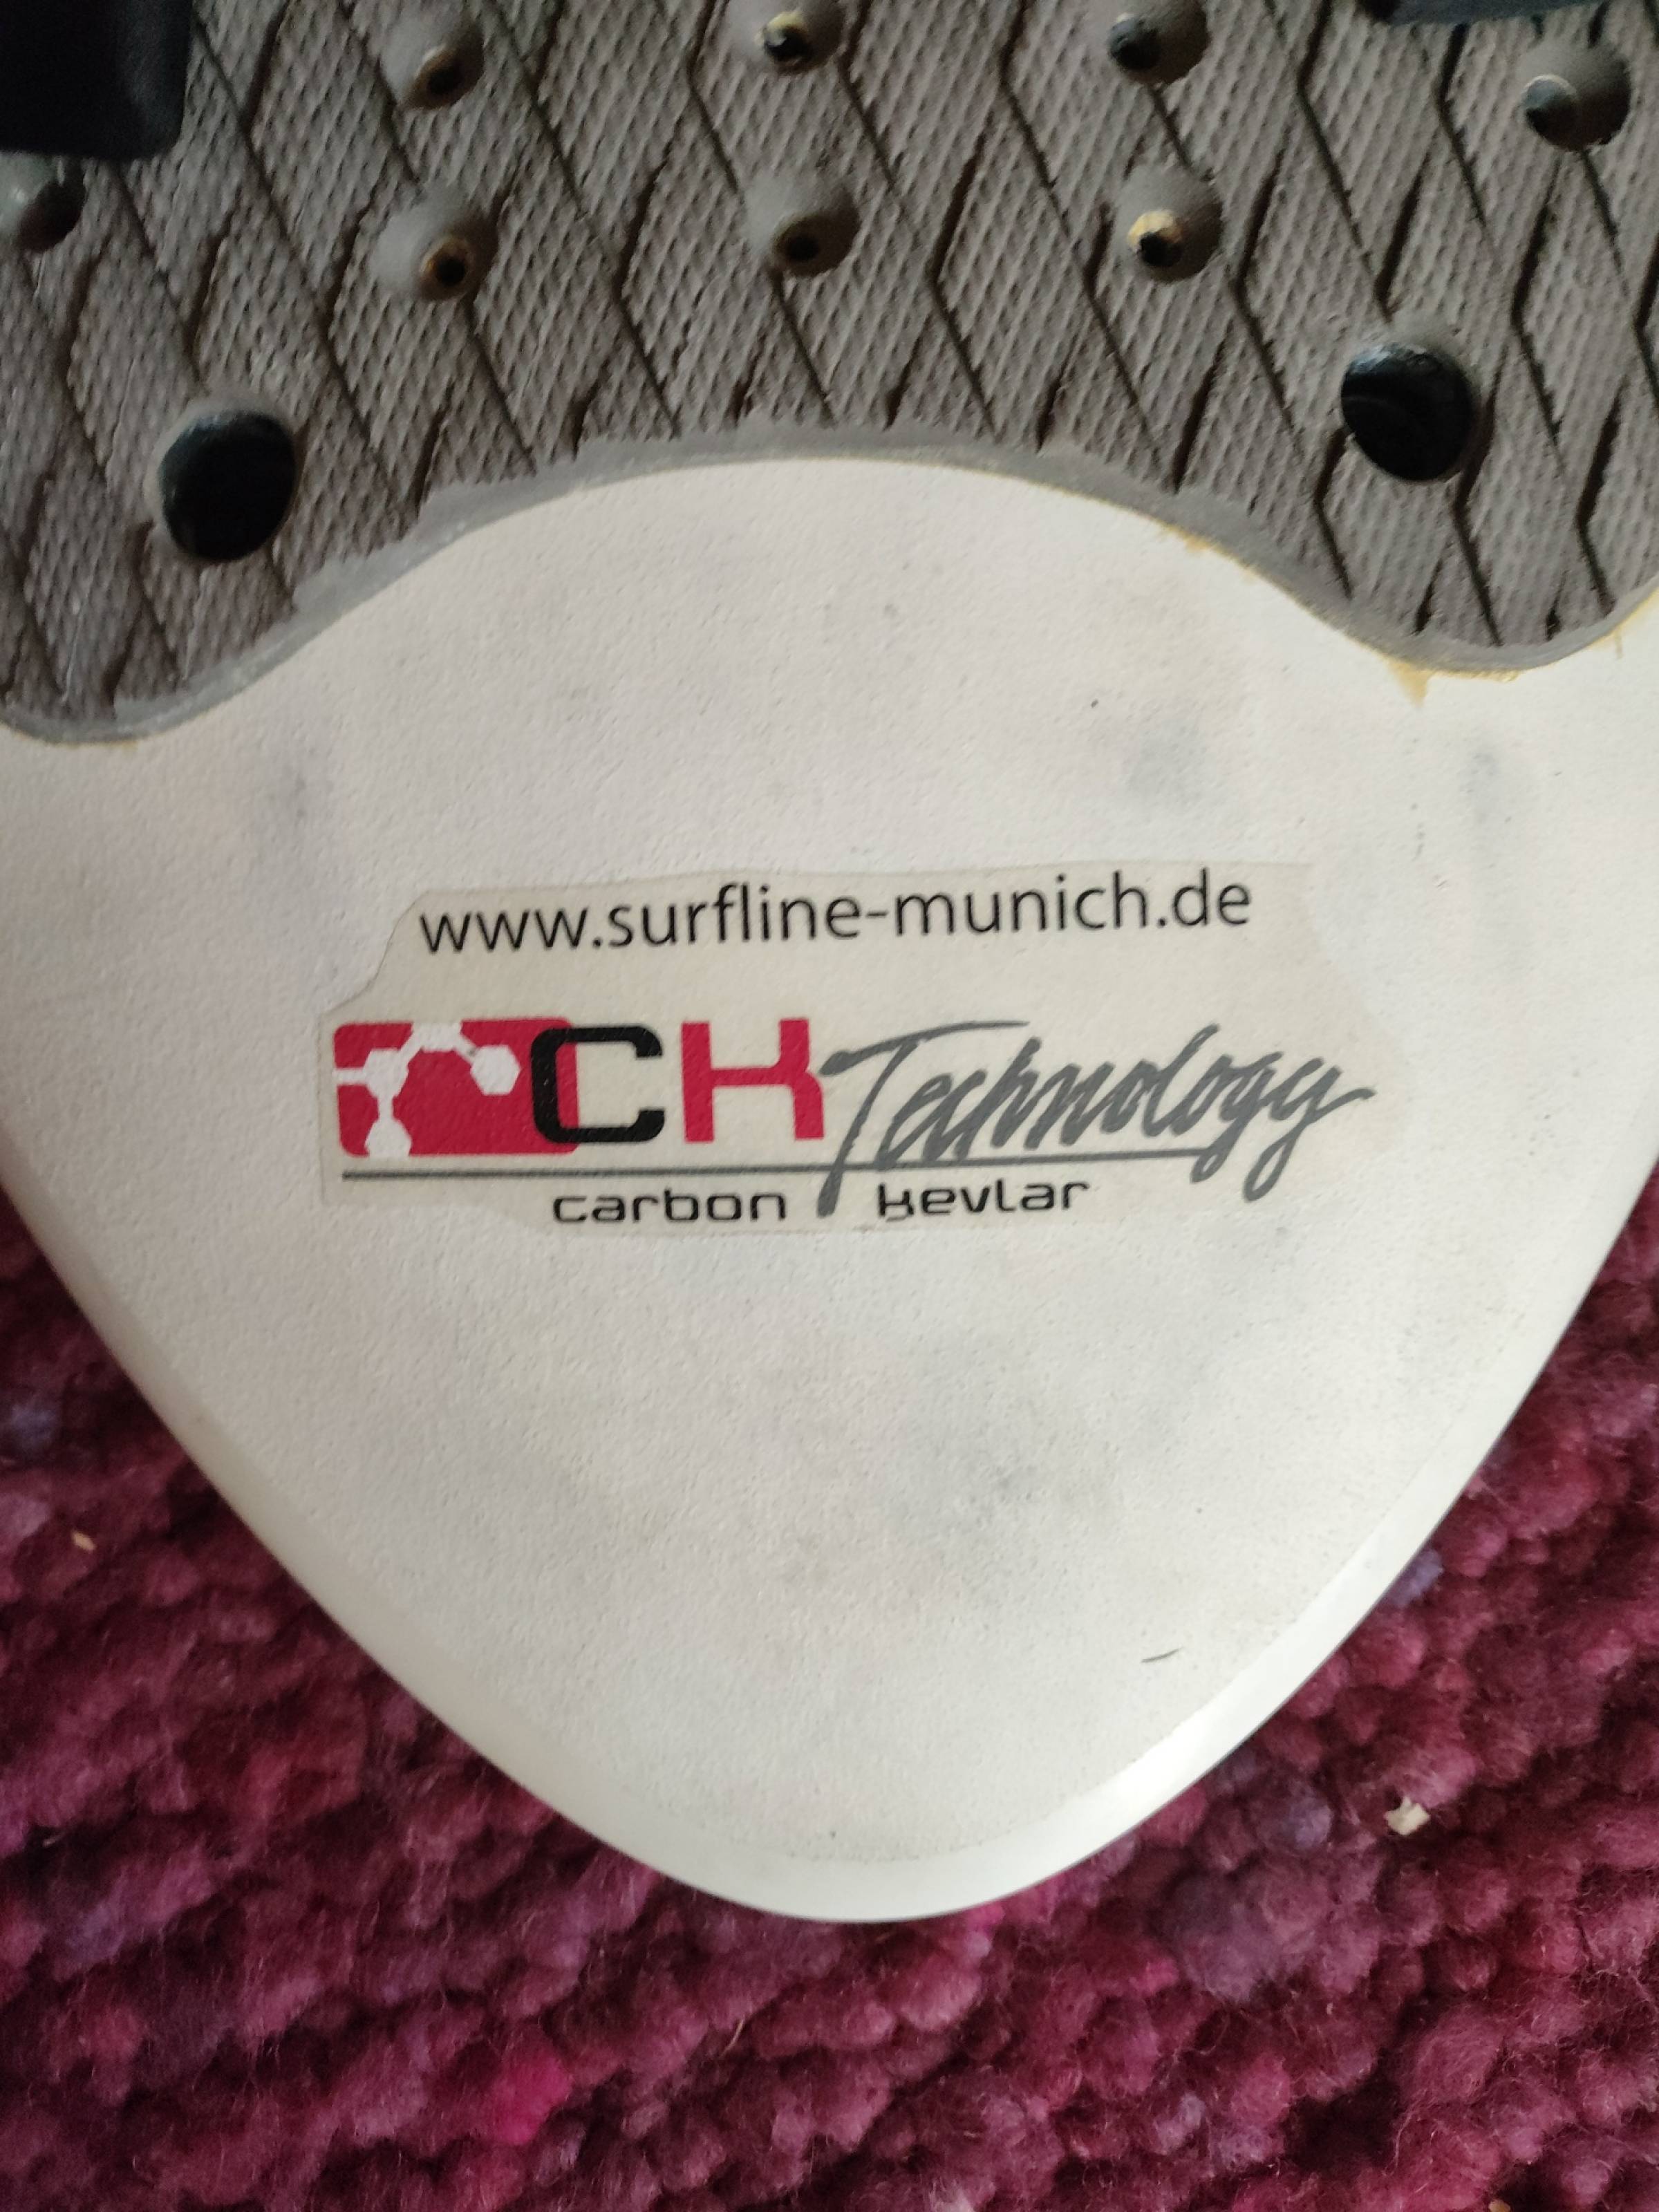 www.surfline-munich.de
CK Technology
carbon kevlar